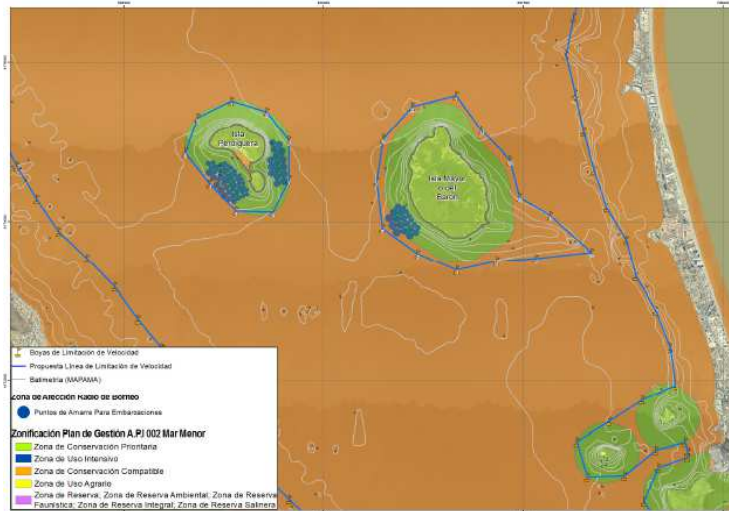 Isla
Perdiguera
Isla Mayor
o del
Barón
Boyas de Limitación de Velocidad
Propuesta Línea de Limitación de Velocidad
Batimetría (MAPAMA)
Zona de Afección Radio de Borneo
Puntos de Amarre Para Embarcaciones
Zonificación Plan de Gestión A.P.I 002 Mar Menor
Zona de Conservación Prioritaria
Zona de Uso Intensivo
Zona de Conservación Compatible
Zona de Uso Agrario
Zona de Reserva; Zona de Reserva Ambiental; Zona de Reserva
Faunística; Zona de Reserva Integral; Zona de Reserva Salinera